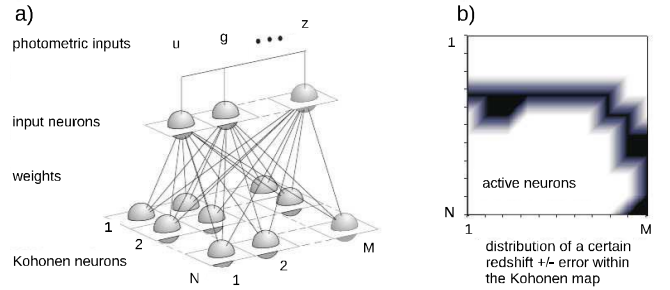 a)
photometric inputs
u g z
input neurons
weights
1
2
N
1
2
M
Kohonen neurons
b)
1
active neurons
N
1 M
distribution of a certain
redshift +/- error within
the Kohonen map